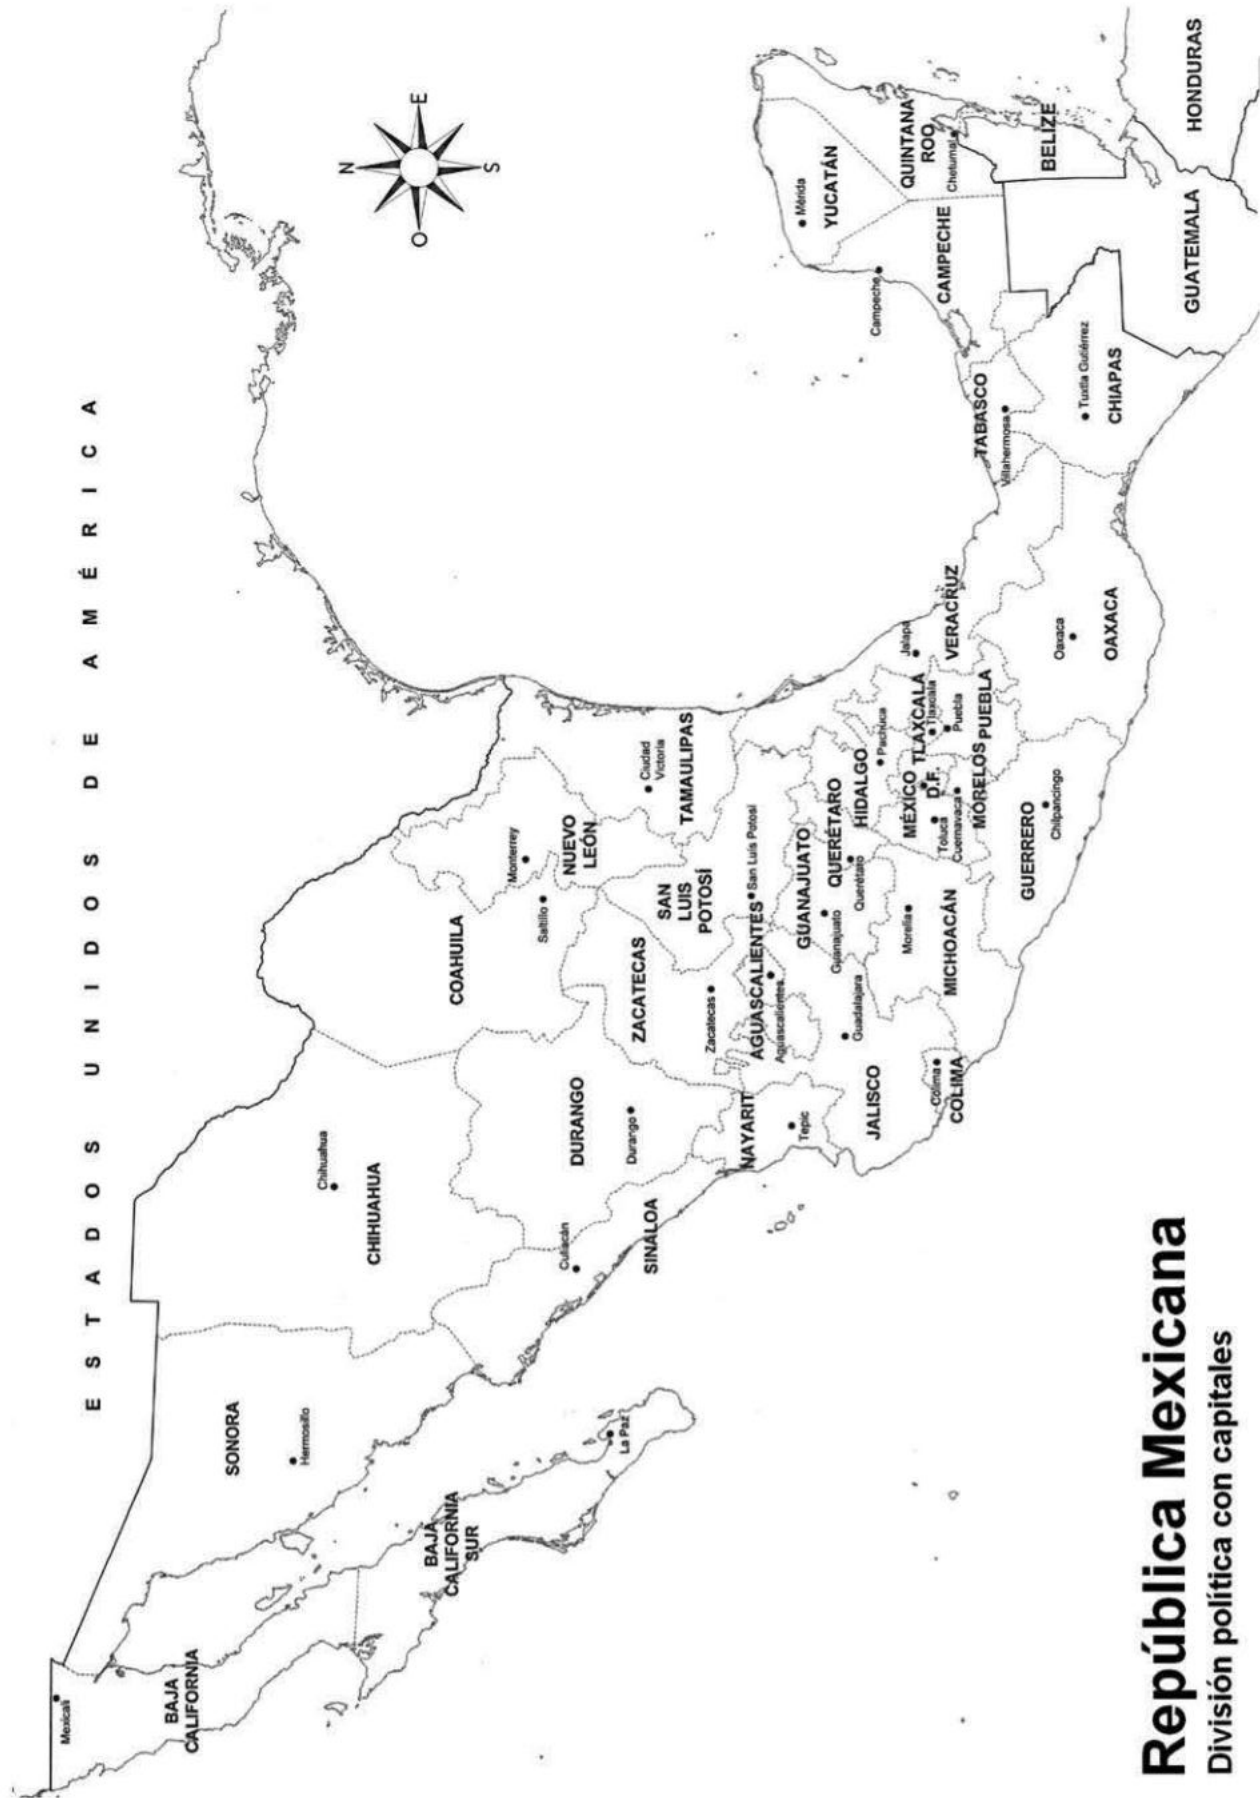 ESTADOS UNIDOS DE AMÉRICA
N
E
S
O
Mexicali
BAJA
CALIFORNIA
BAJA
CALIFORNIA
SUR
La Paz
SONORA
Hermosillo
CHIHUAHUA
Chihuahua
COAHUILA
Saltillo
NUEVO
LEÓN
Monterrey
TAMAULIPAS
Ciudad
Victoria
SINALOA
Culiacán
DURANGO
Durango
ZACATECAS
Zacatecas
SAN
LUIS
POTOSÍ
San Luis Potosí
NAYARIT
Tepic
AGUASCALIENTES
Aguascalientes
JALISCO
Guadalajara
GUANAJUATO
Guanajuato
QUERÉTARO
Querétaro
HIDALGO
Pachuca
COLIMA
Colima
MICHOACÁN
Morelia
MÉXICO
Toluca
D.F.
TLAXCALA
Tlaxcala
MORELOS
Cuernavaca
PUEBLA
Puebla
VERACRUZ
Jalapa
GUERRERO
Chilpancingo
OAXACA
Oaxaca
TABASCO
Villahermosa
CHIAPAS
Tuxtla Gutiérrez
CAMPECHE
Campeche
YUCATÁN
Mérida
QUINTANA
ROO
Chetumal
BELIZE
GUATEMALA
HONDURAS
República Mexicana
División política con capitales